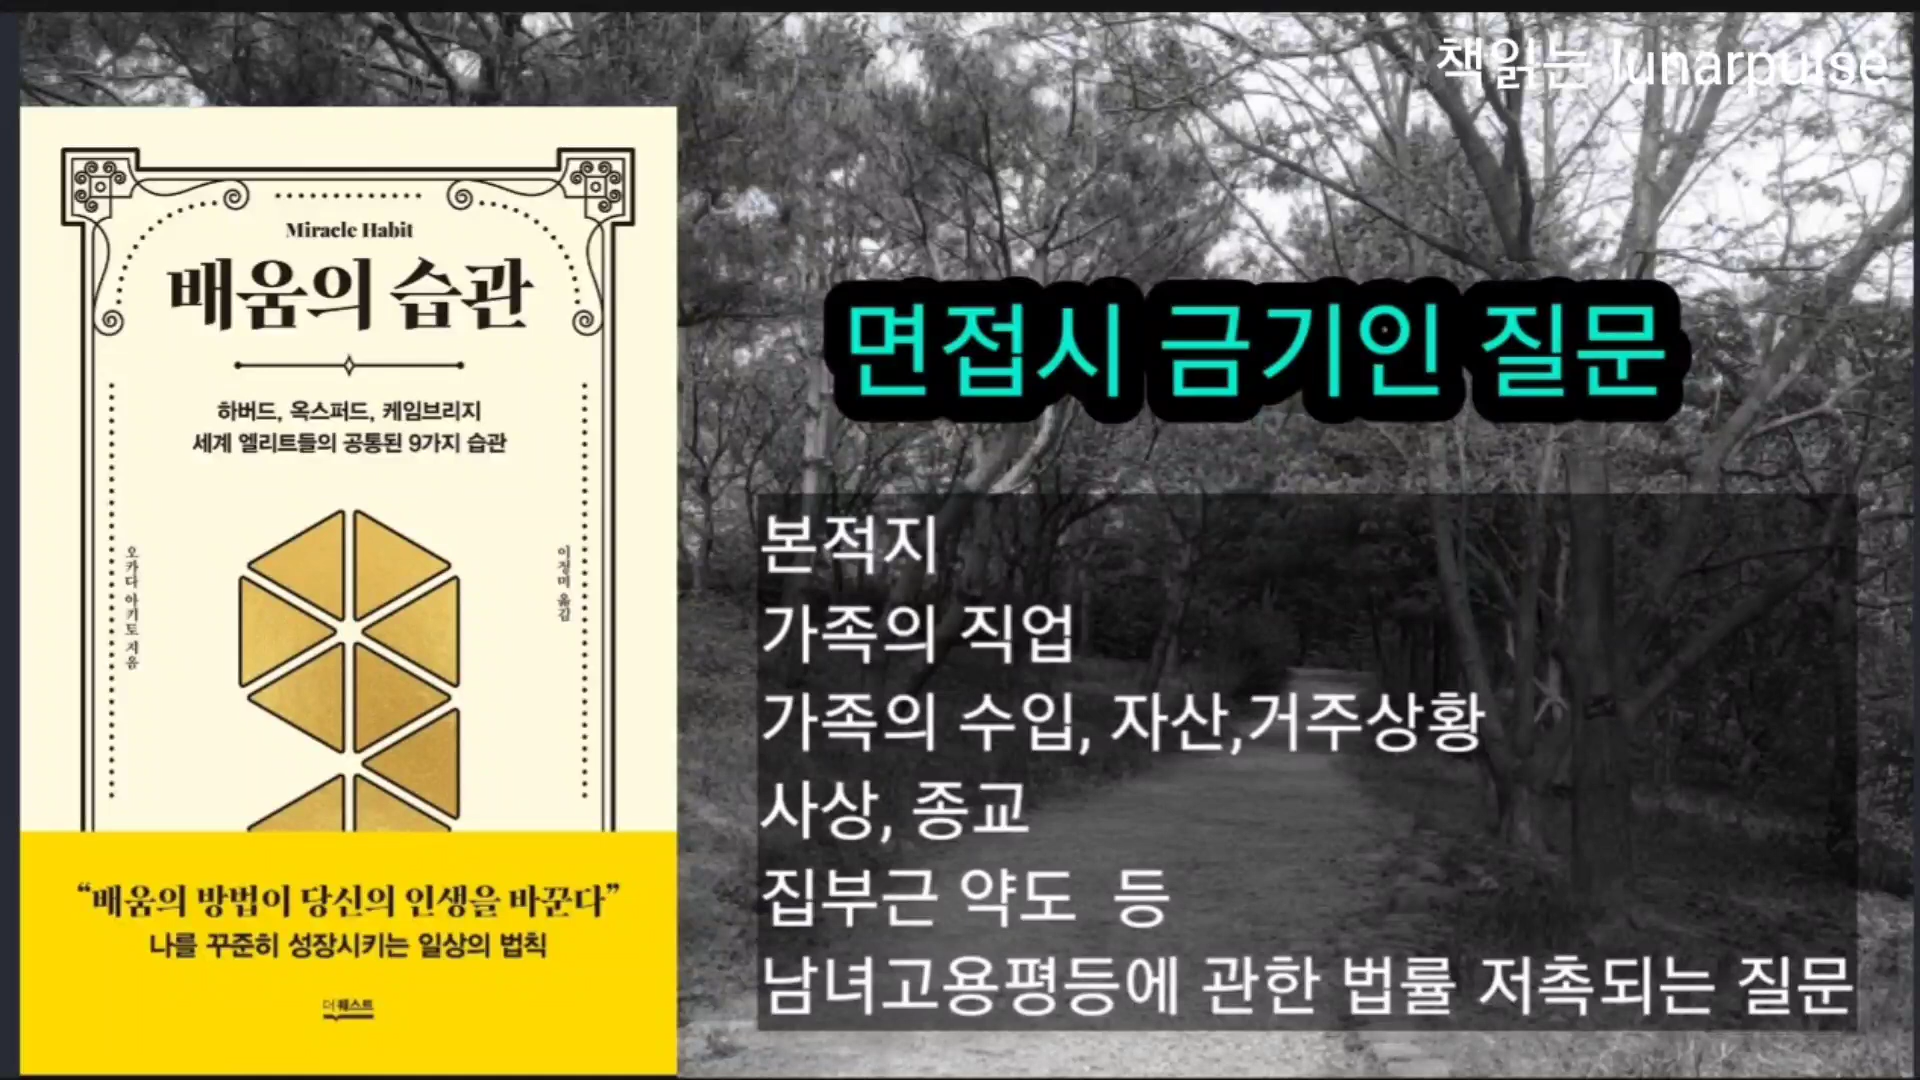 책읽는 lunarpulse
Miracle Habit
배움의 습관
하버드, 옥스퍼드, 케임브리지
세계 엘리트들의 공통된 9가지 습관
오카다 아키토 지음
이정미 옮김
“배움의 방법이 당신의 인생을 바꾼다”
나를 꾸준히 성장시키는 일상의 법칙
더퀘스트
면접시 금기인 질문
본적지
가족의 직업
가족의 수입, 자산,거주상황
사상, 종교
집부근 약도 등
남녀고용평등에 관한 법률 저촉되는 질문